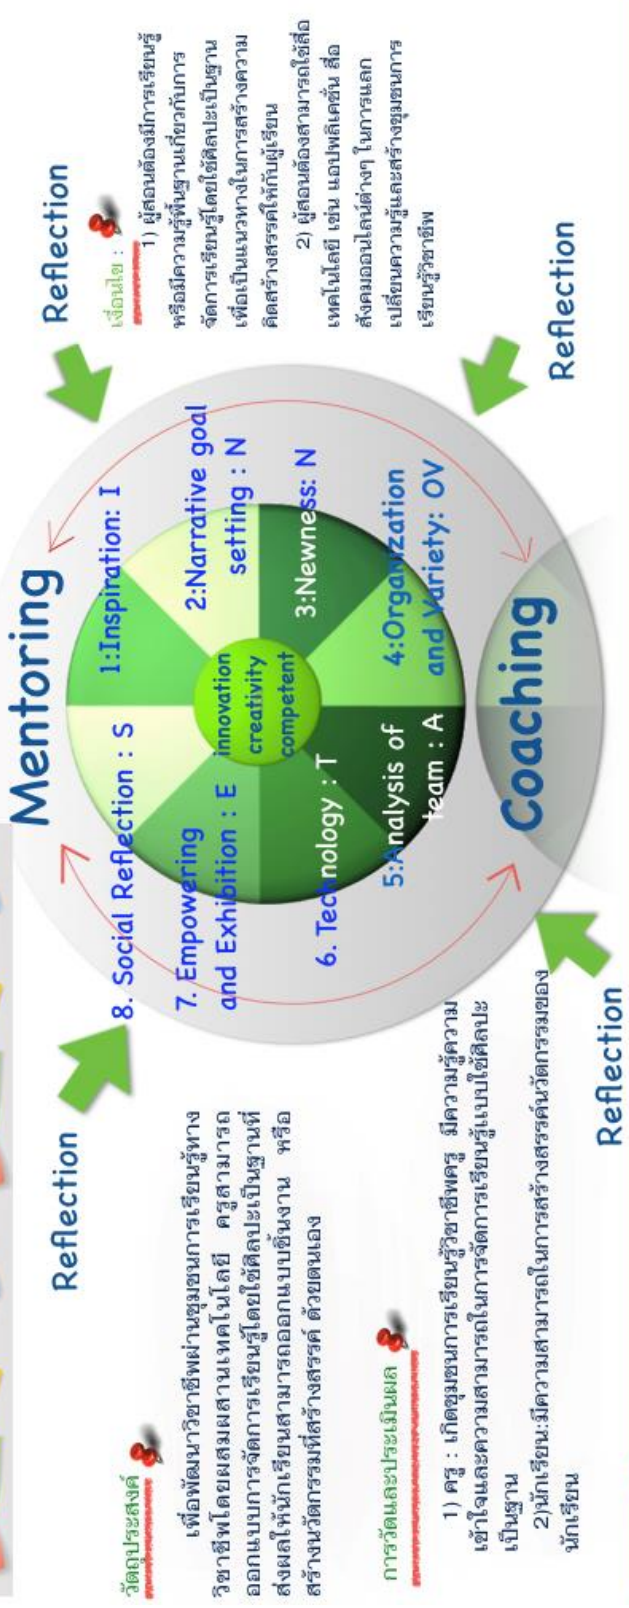 Mentoring
Reflection
Reflection
วัตถุประสงค์
เพื่อพัฒนาวิชาชีพผ่านชุมชนการเรียนรู้ทาง
วิชาชีพโดยผสมผสานเทคโนโลยี ครูสามารถ
ออกแบบการจัดการเรียนรู้โดยใช้ศิลปะเป็นฐานที่
ส่งผลให้นักเรียนสามารถออกแบบชิ้นงาน หรือ
สร้างนวัตกรรมที่สร้างสรรค์ ด้วยตนเอง
การวัดและประเมินผล
1) ครู : เกิดชุมชนการเรียนรู้วิชาชีพครู มีความรู้ความ
เข้าใจและความสามารถในการจัดการเรียนรู้แบบใช้ศิลปะ
เป็นฐาน
2)นักเรียน:มีความสามารถในการสร้างสรรค์นวัตกรรมของ
นักเรียน
Reflection
8. Social Reflection : S
7. Empowering
and Exhibition : E
6. Technology : T
5:Analysis of
team : A
innovation
creativity
competent
1:Inspiration: I
2:Narrative goal
setting : N
3:Newness: N
4:Organization
and Variety: OV
Coaching
เงื่อนไข :
1) ผู้สอนต้องมีการเรียนรู้
หรือมีความรู้พื้นฐานเกี่ยวกับการ
จัดการเรียนรู้โดยใช้ศิลปะเป็นฐาน
เพื่อเป็นแนวทางในการสร้างความ
คิดสร้างสรรค์ให้กับผู้เรียน
2) ผู้สอนต้องสามารถใช้สื่อ
เทคโนโลยี เช่น แอปพลิเคชั่น สื่อ
สังคมออนไลน์ต่างๆ ในการแลก
เปลี่ยนความรู้และสร้างชุมชนการ
เรียนรู้วิชาชีพ
Reflection